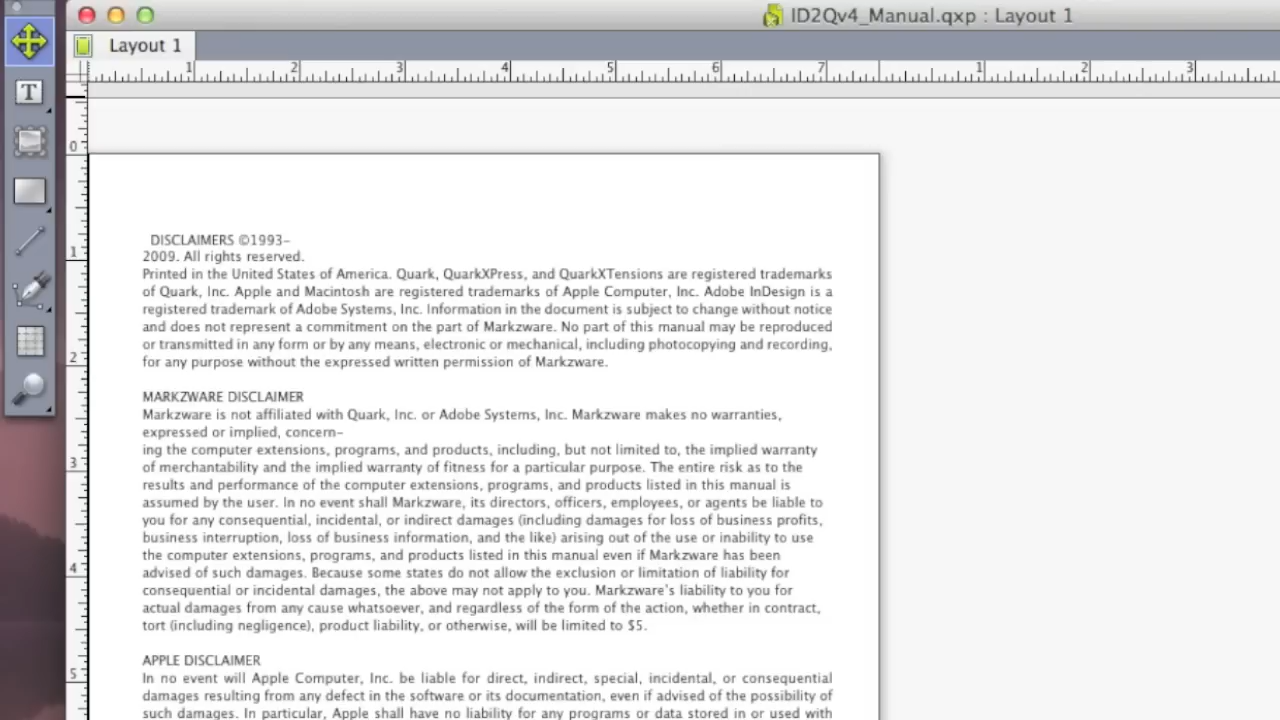 ID2Qv4_Manual.qxp : Layout 1
Layout 1
1 2 3 4 5 6 7 1 2 3
T
0
DISCLAIMERS ©1993–
1
2009. All rights reserved.
Printed in the United States of America. Quark, QuarkXPress, and QuarkXTensions are registered trademarks
of Quark, Inc. Apple and Macintosh are registered trademarks of Apple Computer, Inc. Adobe InDesign is a
registered trademark of Adobe Systems, Inc. Information in the document is subject to change without notice
and does not represent a commitment on the part of Markzware. No part of this manual may be reproduced
or transmitted in any form or by any means, electronic or mechanical, including photocopying and recording,
2
for any purpose without the expressed written permission of Markzware.
MARKZWARE DISCLAIMER
Markzware is not affiliated with Quark, Inc. or Adobe Systems, Inc. Markzware makes no warranties,
expressed or implied, concern–
ing the computer extensions, programs, and products, including, but not limited to, the implied warranty
3
of merchantability and the implied warranty of fitness for a particular purpose. The entire risk as to the
results and performance of the computer extensions, programs, and products listed in this manual is
assumed by the user. In no event shall Markzware, its directors, officers, employees, or agents be liable to
you for any consequential, incidental, or indirect damages (including damages for loss of business profits,
business interruption, loss of business information, and the like) arising out of the use or inability to use
the computer extensions, programs, and products listed in this manual even if Markzware has been
4
advised of such damages. Because some states do not allow the exclusion or limitation of liability for
consequential or incidental damages, the above may not apply to you. Markzware's liability to you for
actual damages from any cause whatsoever, and regardless of the form of the action, whether in contract,
tort (including negligence), product liability, or otherwise, will be limited to $5.
APPLE DISCLAIMER
5
In no event will Apple Computer, Inc. be liable for direct, indirect, special, incidental, or consequential
damages resulting from any defect in the software or its documentation, even if advised of the possibility of
such damages. In particular, Apple shall have no liability for any programs or data stored in or used with